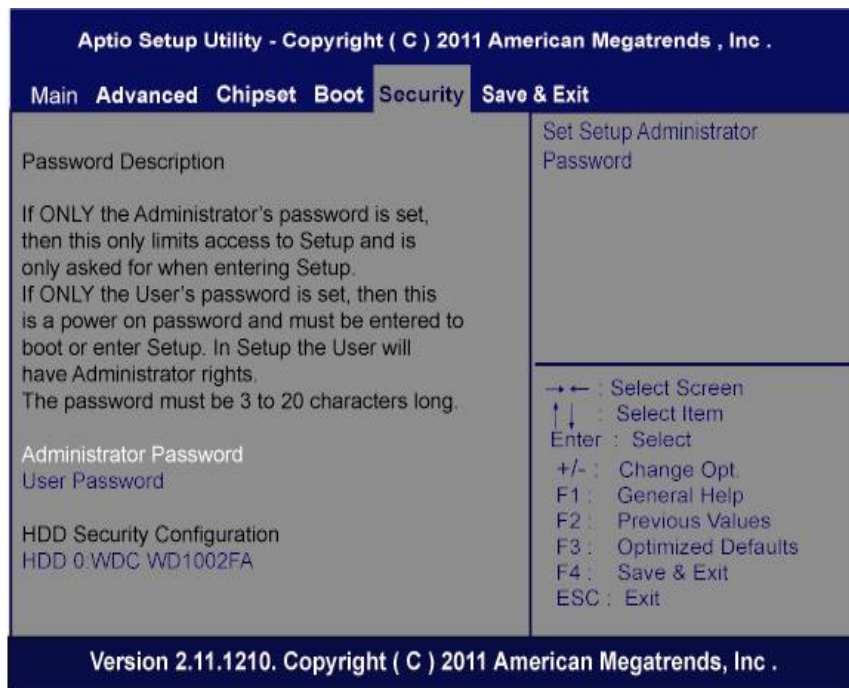 Aptio Setup Utility - Copyright ( C ) 2011 American Megatrends , Inc .
Main Advanced Chipset Boot Security Save & Exit
Password Description
If ONLY the Administrator's password is set,
then this only limits access to Setup and is
only asked for when entering Setup.
If ONLY the User's password is set, then this
is a power on password and must be entered to
boot or enter Setup. In Setup the User will
have Administrator rights.
The password must be 3 to 20 characters long.
Administrator Password
User Password
HDD Security Configuration
HDD 0:WDC WD1002FA
Set Setup Administrator
Password
→ ← : Select Screen
↑↓ : Select Item
Enter : Select
+/- : Change Opt.
F1 : General Help
F2 : Previous Values
F3 : Optimized Defaults
F4 : Save & Exit
ESC : Exit
Version 2.11.1210. Copyright ( C ) 2011 American Megatrends, Inc .